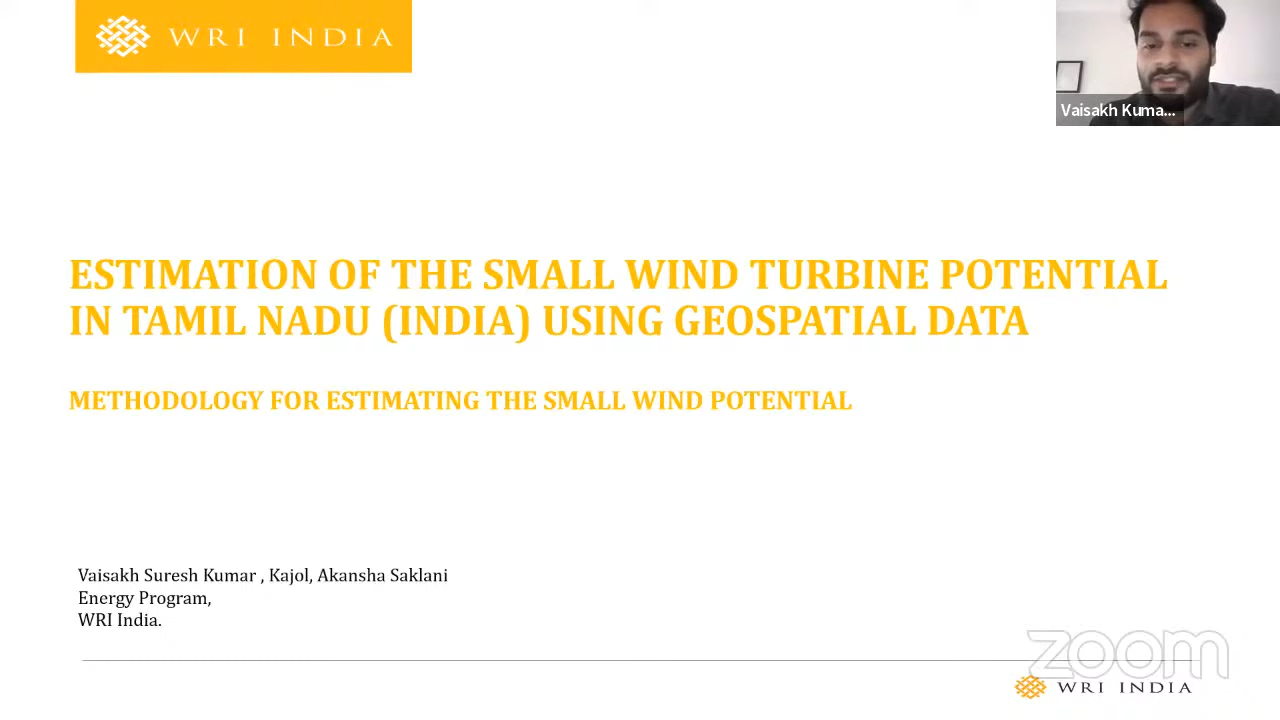 WRI INDIA
Vaisakh Kuma...
ESTIMATION OF THE SMALL WIND TURBINE POTENTIAL
IN TAMIL NADU (INDIA) USING GEOSPATIAL DATA
METHODOLOGY FOR ESTIMATING THE SMALL WIND POTENTIAL
Vaisakh Suresh Kumar , Kajol, Akansha Saklani
Energy Program,
WRI India.
zoom
WRI INDIA